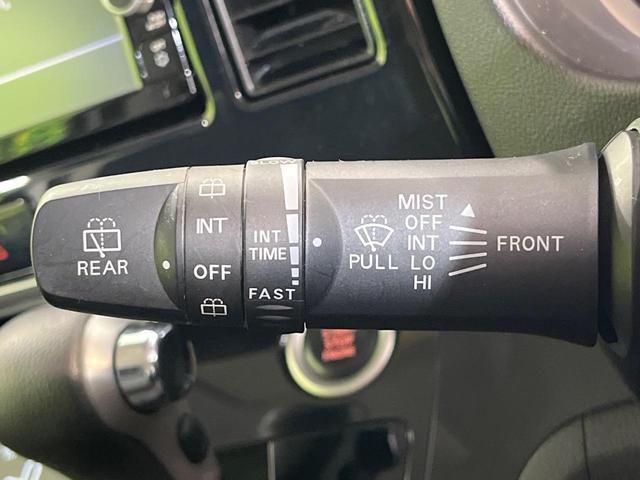 REAR
INT
OFF
INT
TIME
FAST
PULL
MIST
OFF
INT
LO
HI
FRONT